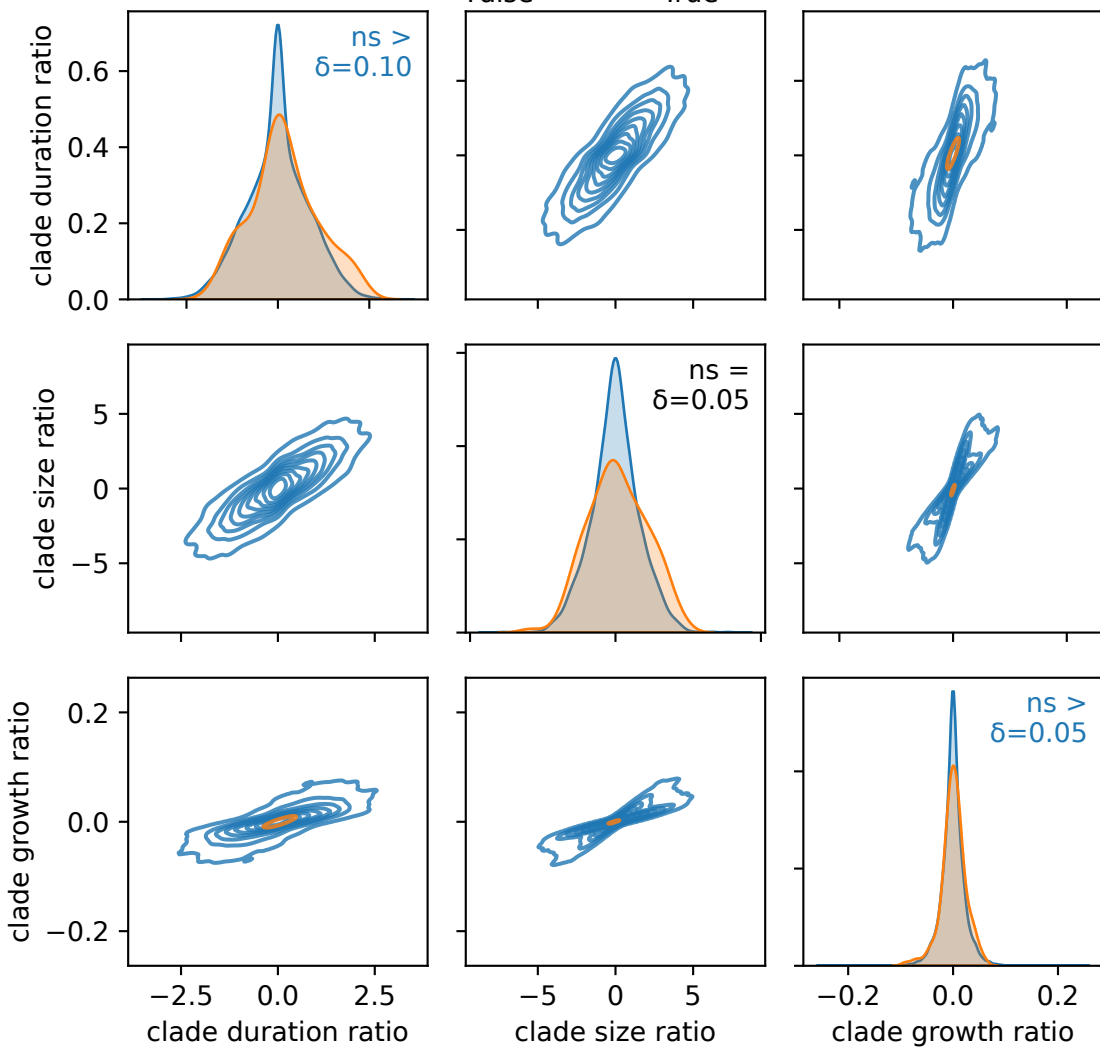 clade duration ratio
0.6
0.4
0.2
0.0
ns >
δ=0.10
clade size ratio
5
0
−5
ns =
δ=0.05
clade growth ratio
0.2
0.0
−0.2
ns >
δ=0.05
−2.5 0.0 2.5
clade duration ratio
−5 0 5
clade size ratio
−0.2 0.0 0.2
clade growth ratio